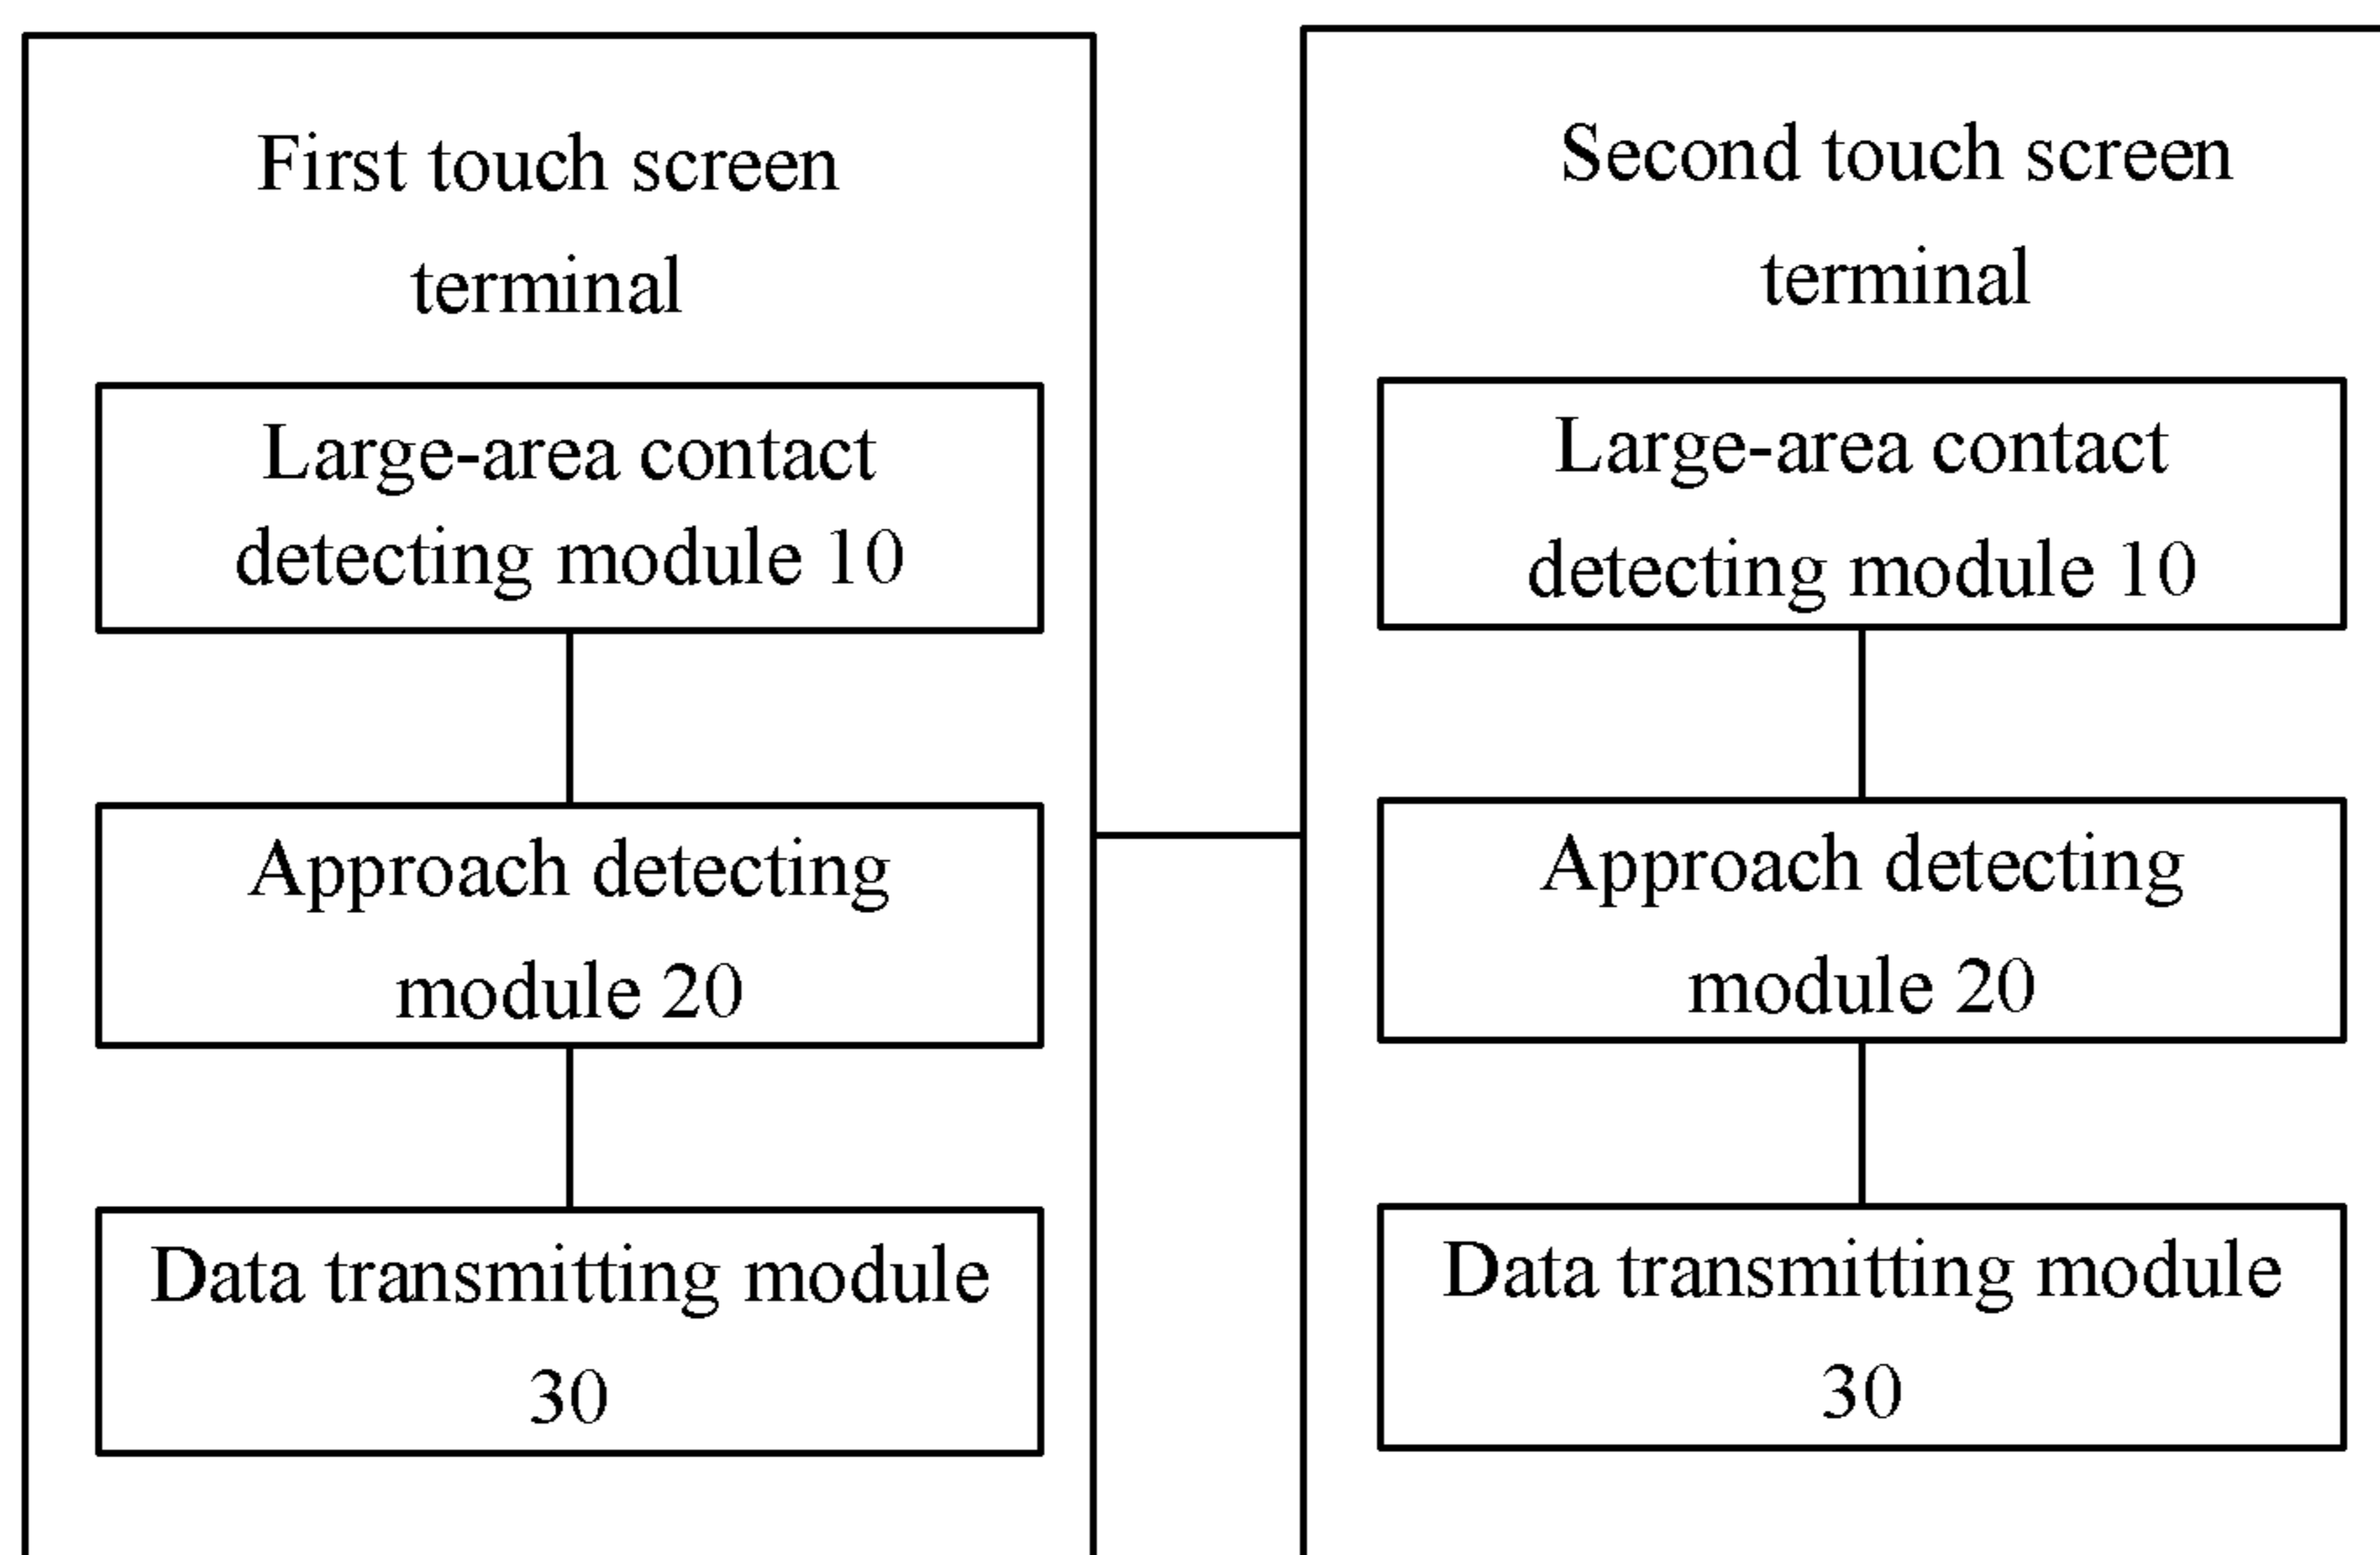 First touch screen
terminal
Large-area contact
detecting module 10
Approach detecting
module 20
Data transmitting module
30
Second touch screen
terminal
Large-area contact
detecting module 10
Approach detecting
module 20
Data transmitting module
30